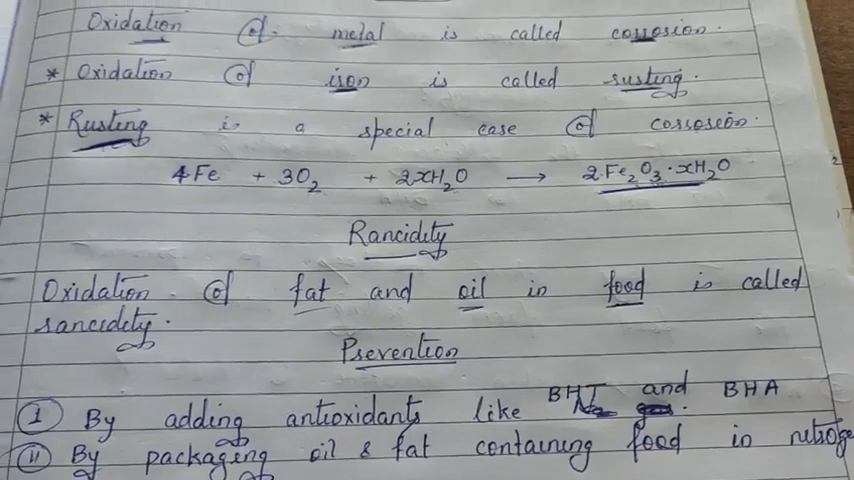 Oxidation of metal is called corrosion.
* Oxidation of iron is called rusting.
* Rusting is a special case of corrosion.
4Fe + 3O₂ + 2xH₂O → 2Fe₂O₃·xH₂O
Rancidity
Oxidation of fat and oil in food is called
rancidity.
Prevention
(I) By adding antioxidants like BHT and BHA
(II) By packaging oil & fat containing food in nitroge